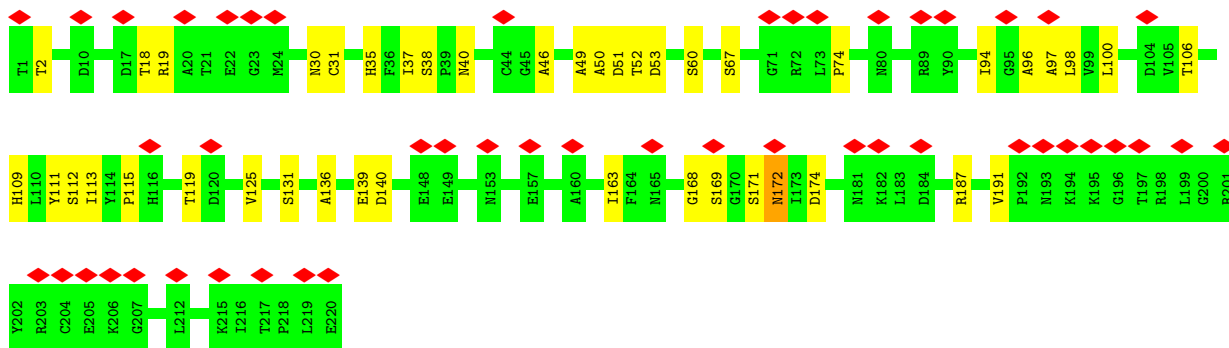 T1 T2 D10 D17 T18 R19 A20 T21 E22 G23 M24 N30 C31 H35 F36 I37 S38 P39 N40 C44 G45 A46 A49 A50 D51 T52 D53 S60 S67 G71 R72 L73 P74 N80 R89 Y90 I94 G95 A96 A97 L98 V99 L100 D104 V105 T106
H109 L110 Y111 S112 I113 Y114 P115 H116 T119 D120 V125 S131 A136 E139 D140 E148 E149 N153 E157 A160 I163 F164 N165 G168 S169 G170 S171 N172 I173 D174 N181 K182 L183 D184 R187 V191 P192 N193 K194 K195 G196 T197 R198 L199 G200 R201
Y202 R203 C204 E205 K206 G207 L212 K215 I216 T217 P218 L219 E220